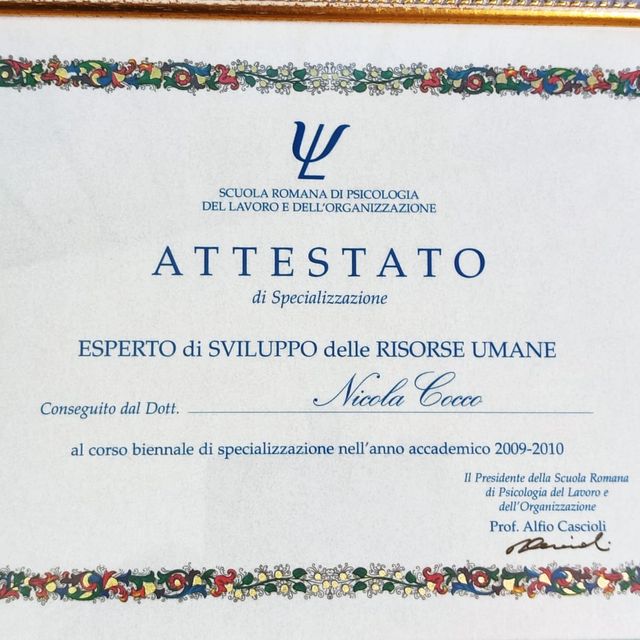 SCUOLA ROMANA DI PSICOLOGIA
DEL LAVORO E DELL'ORGANIZZAZIONE
ATTESTATO
di Specializzazione
ESPERTO di SVILUPPO delle RISORSE UMANE
Conseguito dal Dott. Nicola Cocco
al corso biennale di specializzazione nell'anno accademico 2009-2010
Il Presidente della Scuola Romana
di Psicologia del Lavoro e
dell'Organizzazione
Prof. Alfio Cascioli